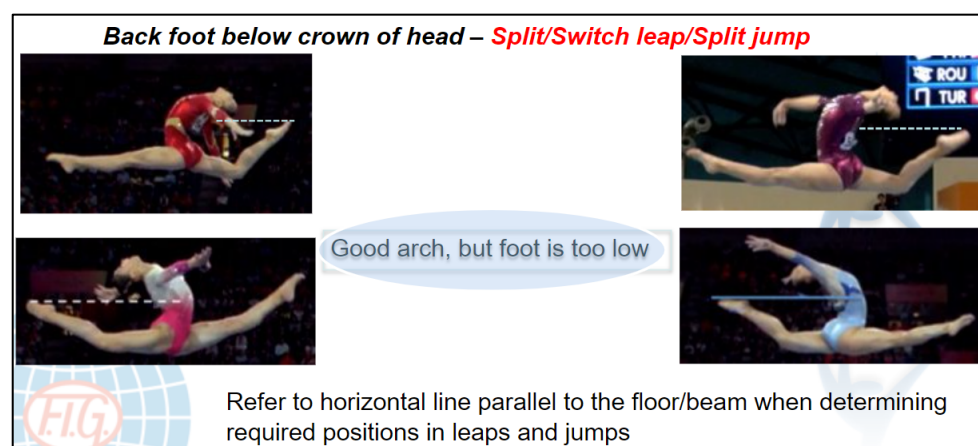 Back foot below crown of head – Split/Switch leap/Split jump
ROU
TUR
Good arch, but foot is too low
Refer to horizontal line parallel to the floor/beam when determining
required positions in leaps and jumps
F.I.G.